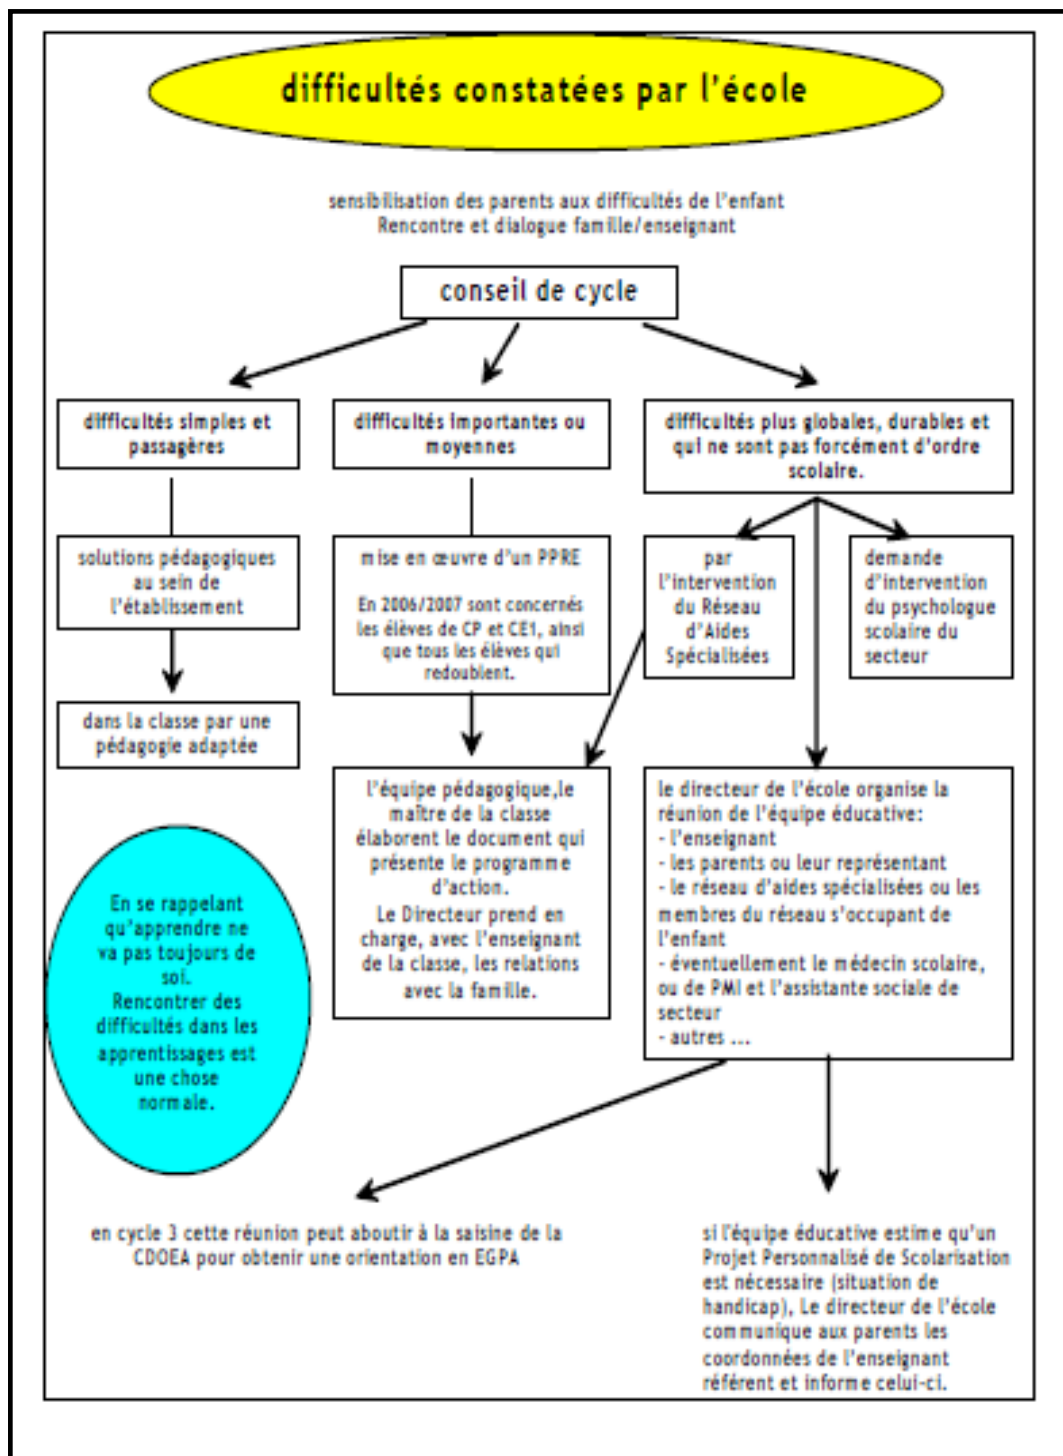 difficultés constatées par l'école
sensibilisation des parents aux difficultés de l'enfant
Rencontre et dialogue famille/enseignant
conseil de cycle
difficultés simples et
passagères
difficultés importantes ou
moyennes
difficultés plus globales, durables et
qui ne sont pas forcément d'ordre
scolaire.
solutions pédagogiques
au sein de
l'établissement
mise en œuvre d'un PPRE
En 2006/2007 sont concernés
les élèves de CP et CE1, ainsi
que tous les élèves qui
redoublent.
par
l'intervention
du Réseau
d'Aides
Spécialisées
demande
d'intervention
du psychologue
scolaire du
secteur
dans la classe par une
pédagogie adaptée
l'équipe pédagogique,le
maître de la classe
élaborent le document qui
présente le programme
d'action.
Le Directeur prend en
charge, avec l'enseignant
de la classe, les relations
avec la famille.
le directeur de l'école organise la
réunion de l'équipe éducative:
- l'enseignant
- les parents ou leur représentant
- le réseau d'aides spécialisées ou les
membres du réseau s'occupant de
l'enfant
- éventuellement le médecin scolaire,
ou de PMI et l'assistante sociale de
secteur
- autres ...
En se rappelant
qu'apprendre ne
va pas toujours de
soi.
Rencontrer des
difficultés dans les
apprentissages est
une chose
normale.
en cycle 3 cette réunion peut aboutir à la saisine de la
CDOEA pour obtenir une orientation en EGPA
si l'équipe éducative estime qu'un
Projet Personnalisé de Scolarisation
est nécessaire (situation de
handicap), Le directeur de l'école
communique aux parents les
coordonnées de l'enseignant
référent et informe celui-ci.